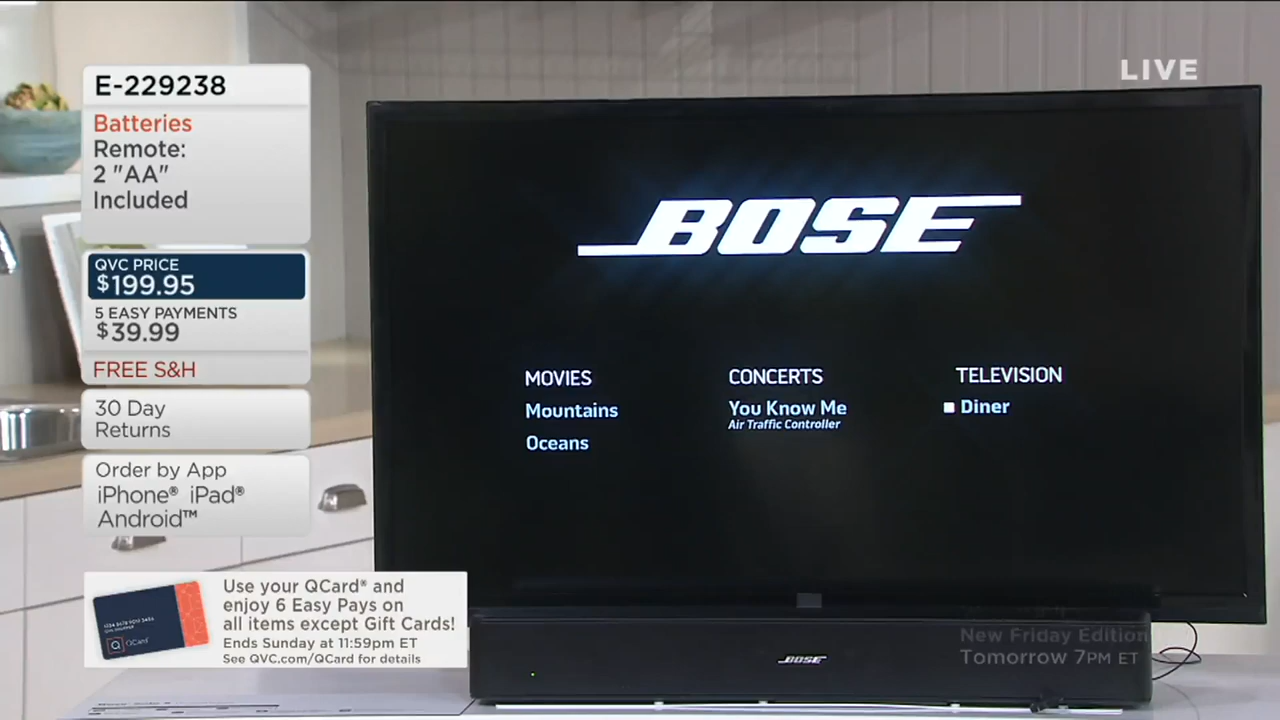 LIVE
E-229238
Batteries
Remote:
2 "AA"
Included
QVC PRICE
$199.95
5 EASY PAYMENTS
$39.99
FREE S&H
30 Day
Returns
Order by App
iPhone® iPad®
Android™
Use your QCard® and
enjoy 6 Easy Pays on
all items except Gift Cards!
Ends Sunday at 11:59pm ET
See QVC.com/QCard for details
QCard
BOSE
MOVIES
Mountains
Oceans
CONCERTS
You Know Me
Air Traffic Controller
TELEVISION
Diner
BOSE
New Friday Edition
Tomorrow 7PM ET